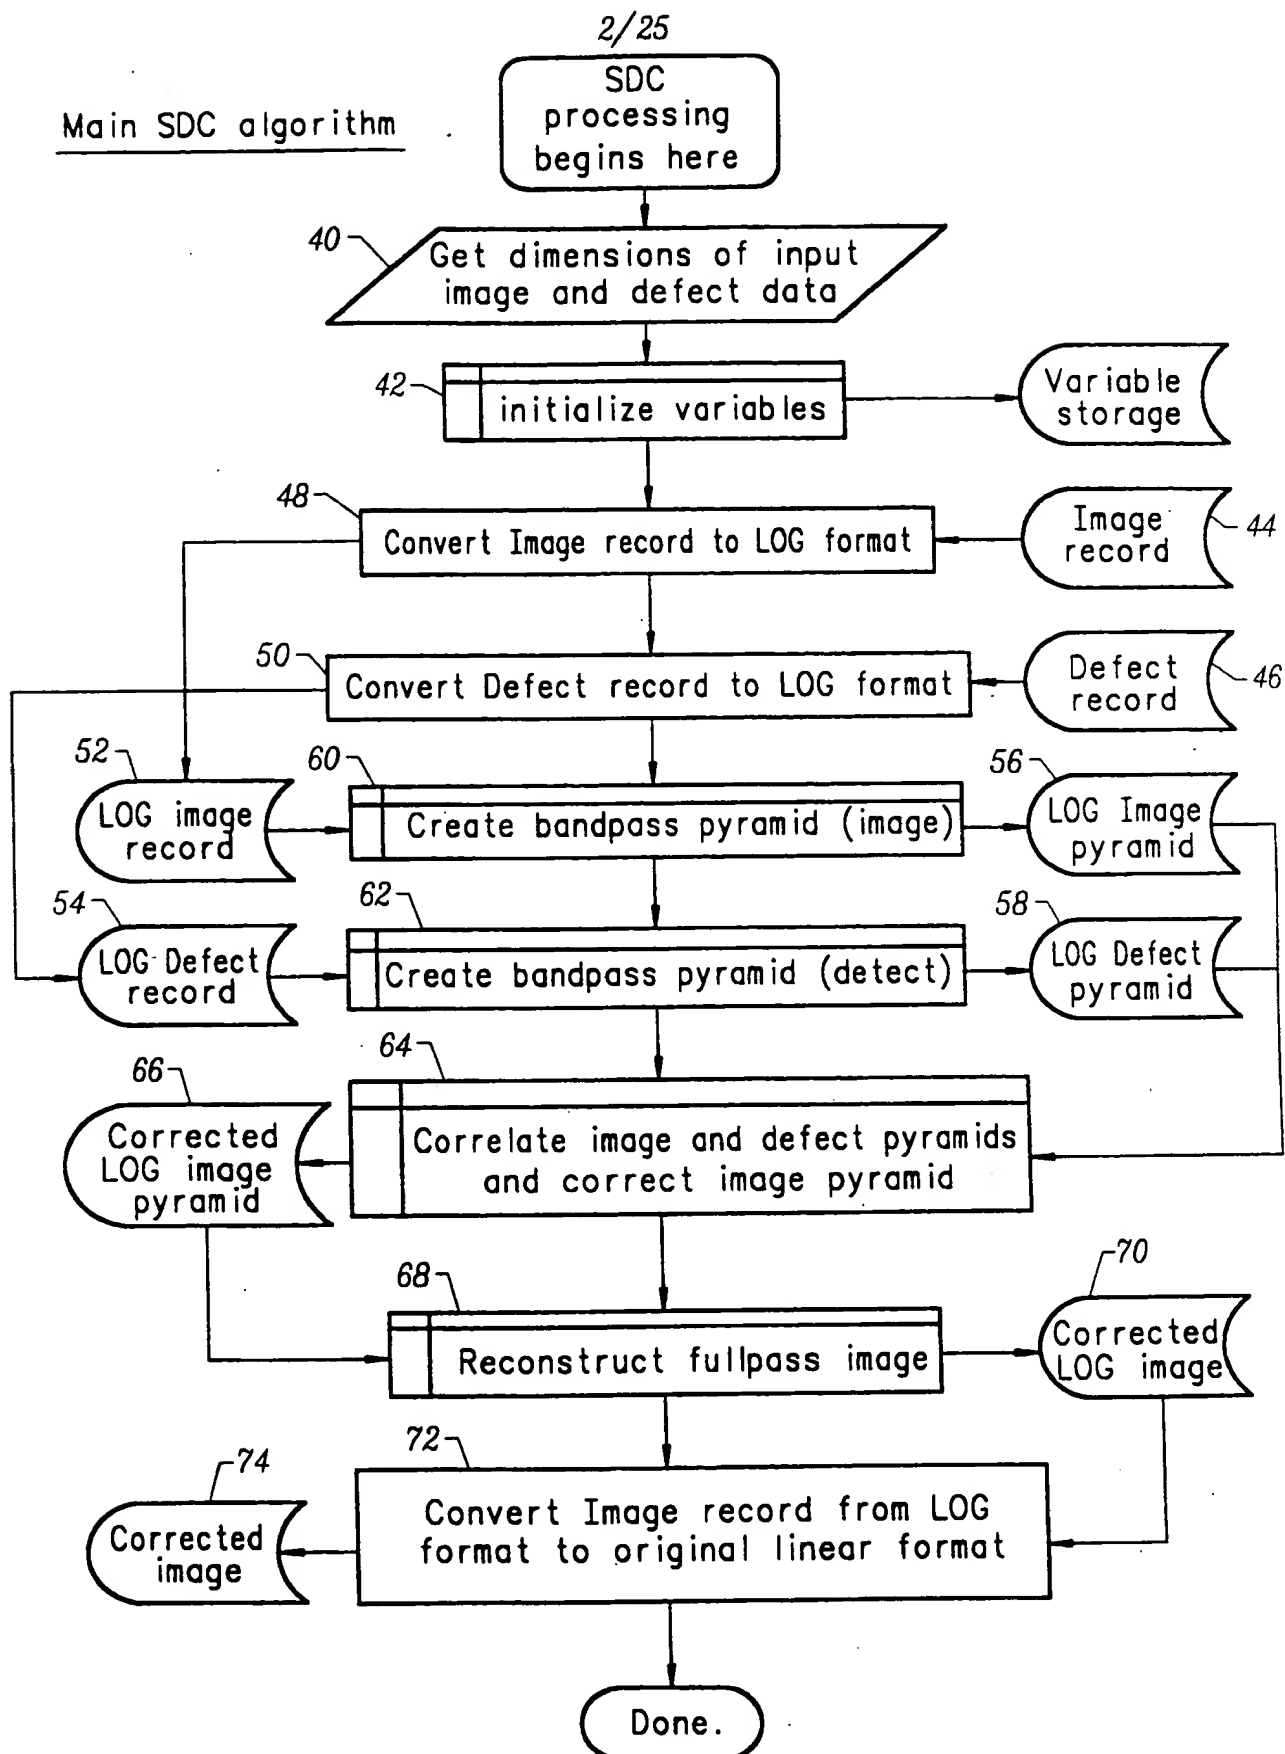 2/25
Main SDC algorithm
SDC
processing
begins here
40
Get dimensions of input
image and defect data
42
initialize variables
Variable
storage
48
Convert Image record to LOG format
Image
record
44
50
Convert Defect record to LOG format
Defect
record
46
52
LOG image
record
60
Create bandpass pyramid (image)
56
LOG Image
pyramid
54
LOG Defect
record
62
Create bandpass pyramid (detect)
58
LOG Defect
pyramid
64
Correlate image and defect pyramids
and correct image pyramid
66
Corrected
LOG image
pyramid
68
Reconstruct fullpass image
70
Corrected
LOG image
72
Convert Image record from LOG
format to original linear format
74
Corrected
image
Done.